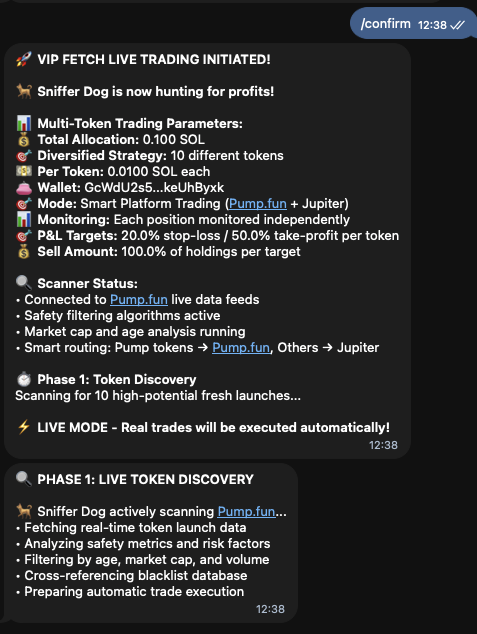 /confirm 12:38
🚀 VIP FETCH LIVE TRADING INITIATED!
🐕 Sniffer Dog is now hunting for profits!
📊 Multi-Token Trading Parameters:
💰 Total Allocation: 0.100 SOL
🎯 Diversified Strategy: 10 different tokens
💵 Per Token: 0.0100 SOL each
👛 Wallet: GcWdU2s5...keUhByxk
🎯 Mode: Smart Platform Trading (Pump.fun + Jupiter)
📊 Monitoring: Each position monitored independently
🎯 P&L Targets: 20.0% stop-loss / 50.0% take-profit per token
💰 Sell Amount: 100.0% of holdings per target
🔍 Scanner Status:
• Connected to Pump.fun live data feeds
• Safety filtering algorithms active
• Market cap and age analysis running
• Smart routing: Pump tokens → Pump.fun, Others → Jupiter
⏱️ Phase 1: Token Discovery
Scanning for 10 high-potential fresh launches...
⚡ LIVE MODE - Real trades will be executed automatically!
12:38
🔍 PHASE 1: LIVE TOKEN DISCOVERY
🐕 Sniffer Dog actively scanning Pump.fun...
• Fetching real-time token launch data
• Analyzing safety metrics and risk factors
• Filtering by age, market cap, and volume
• Cross-referencing blacklist database
• Preparing automatic trade execution
12:38